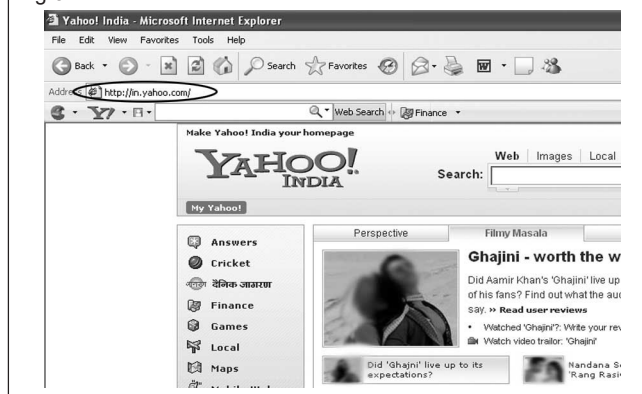 Yahoo! India - Microsoft Internet Explorer
File Edit View Favorites Tools Help
Back Search Favorites
Address http://in.yahoo.com/
Y7 Web Search Finance
Make Yahoo! India your homepage
YAHOO!
INDIA
Web Images Local
Search:
My Yahoo!
Perspective Filmy Masala
Answers
Cricket
दैनिक जागरण
Finance
Games
Local
Maps
Ghajini - worth the w
Did Aamir Khan's 'Ghajini' live up
of his fans? Find out what the aud
say. » Read user reviews
• Watched 'Ghajini'?: Write your rev
Watch video trailor: 'Ghajini'
Did 'Ghajni' live up to its
expectations?
Nandana S
'Rang Rasi